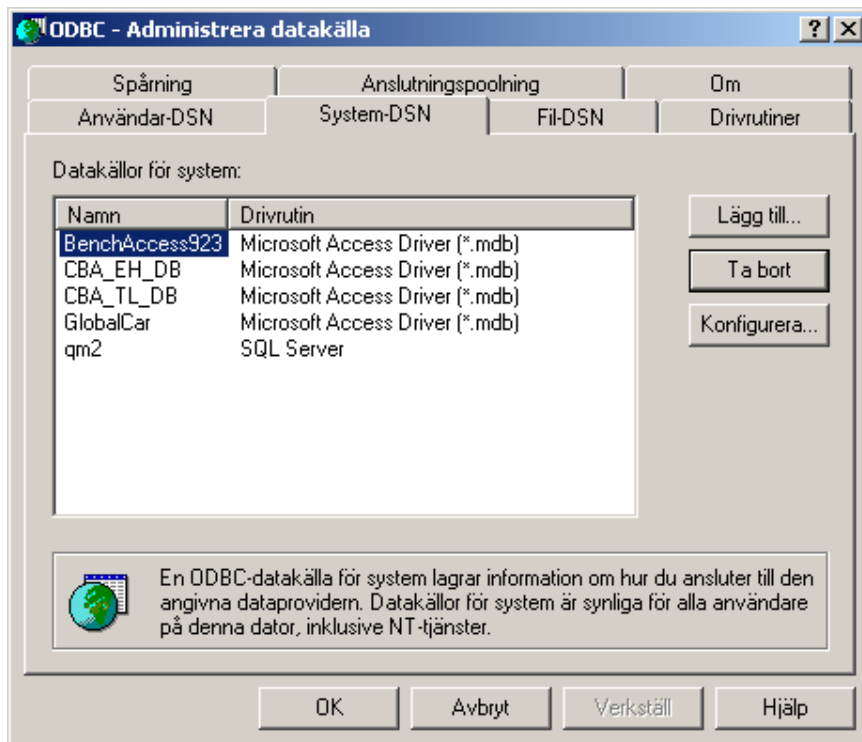 ODBC - Administrera datakälla
Spårning Anslutningspoolning Om
Användar-DSN System-DSN Fil-DSN Drivrutiner
Datakällor för system:
Namn Drivrutin
BenchAccess923 Microsoft Access Driver (*.mdb)
CBA_EH_DB Microsoft Access Driver (*.mdb)
CBA_TL_DB Microsoft Access Driver (*.mdb)
GlobalCar Microsoft Access Driver (*.mdb)
qm2 SQL Server
Lägg till...
Ta bort
Konfigurera...
En ODBC-datakälla för system lagrar information om hur du ansluter till den
angivna dataprovidern. Datakällor för system är synliga för alla användare
på denna dator, inklusive NT-tjänster.
OK Avbryt Verkställ Hjälp